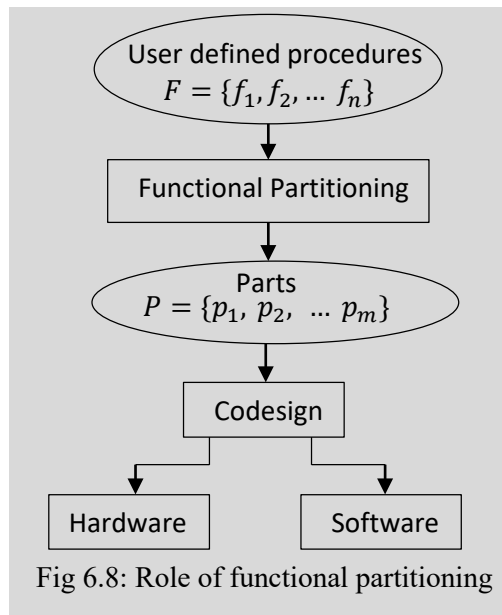 User defined procedures
F = {f₁, f₂, … fₙ}
Functional Partitioning
Parts
P = {p₁, p₂, … pₘ}
Codesign
Hardware Software
Fig 6.8: Role of functional partitioning